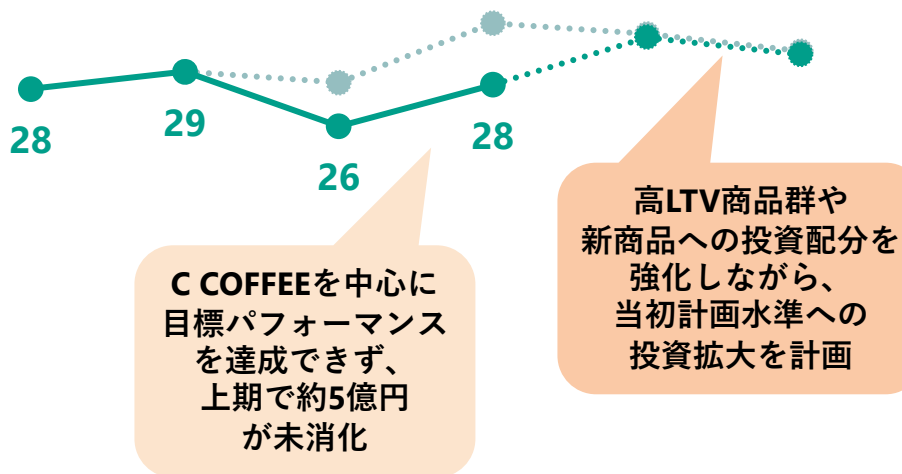 28
29
26
28
C COFFEEを中心に
目標パフォーマンス
を達成できず、
上期で約5億円
が未消化
高LTV商品群や
新商品への投資配分を
強化しながら、
当初計画水準への
投資拡大を計画